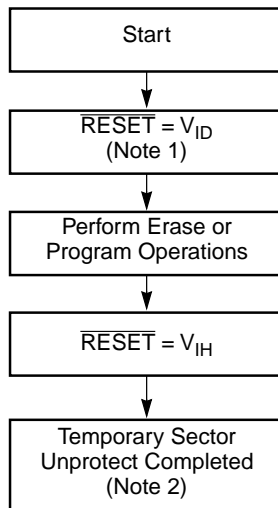 Start
RESET = VID
(Note 1)
Perform Erase or
Program Operations
RESET = VIH
Temporary Sector
Unprotect Completed
(Note 2)